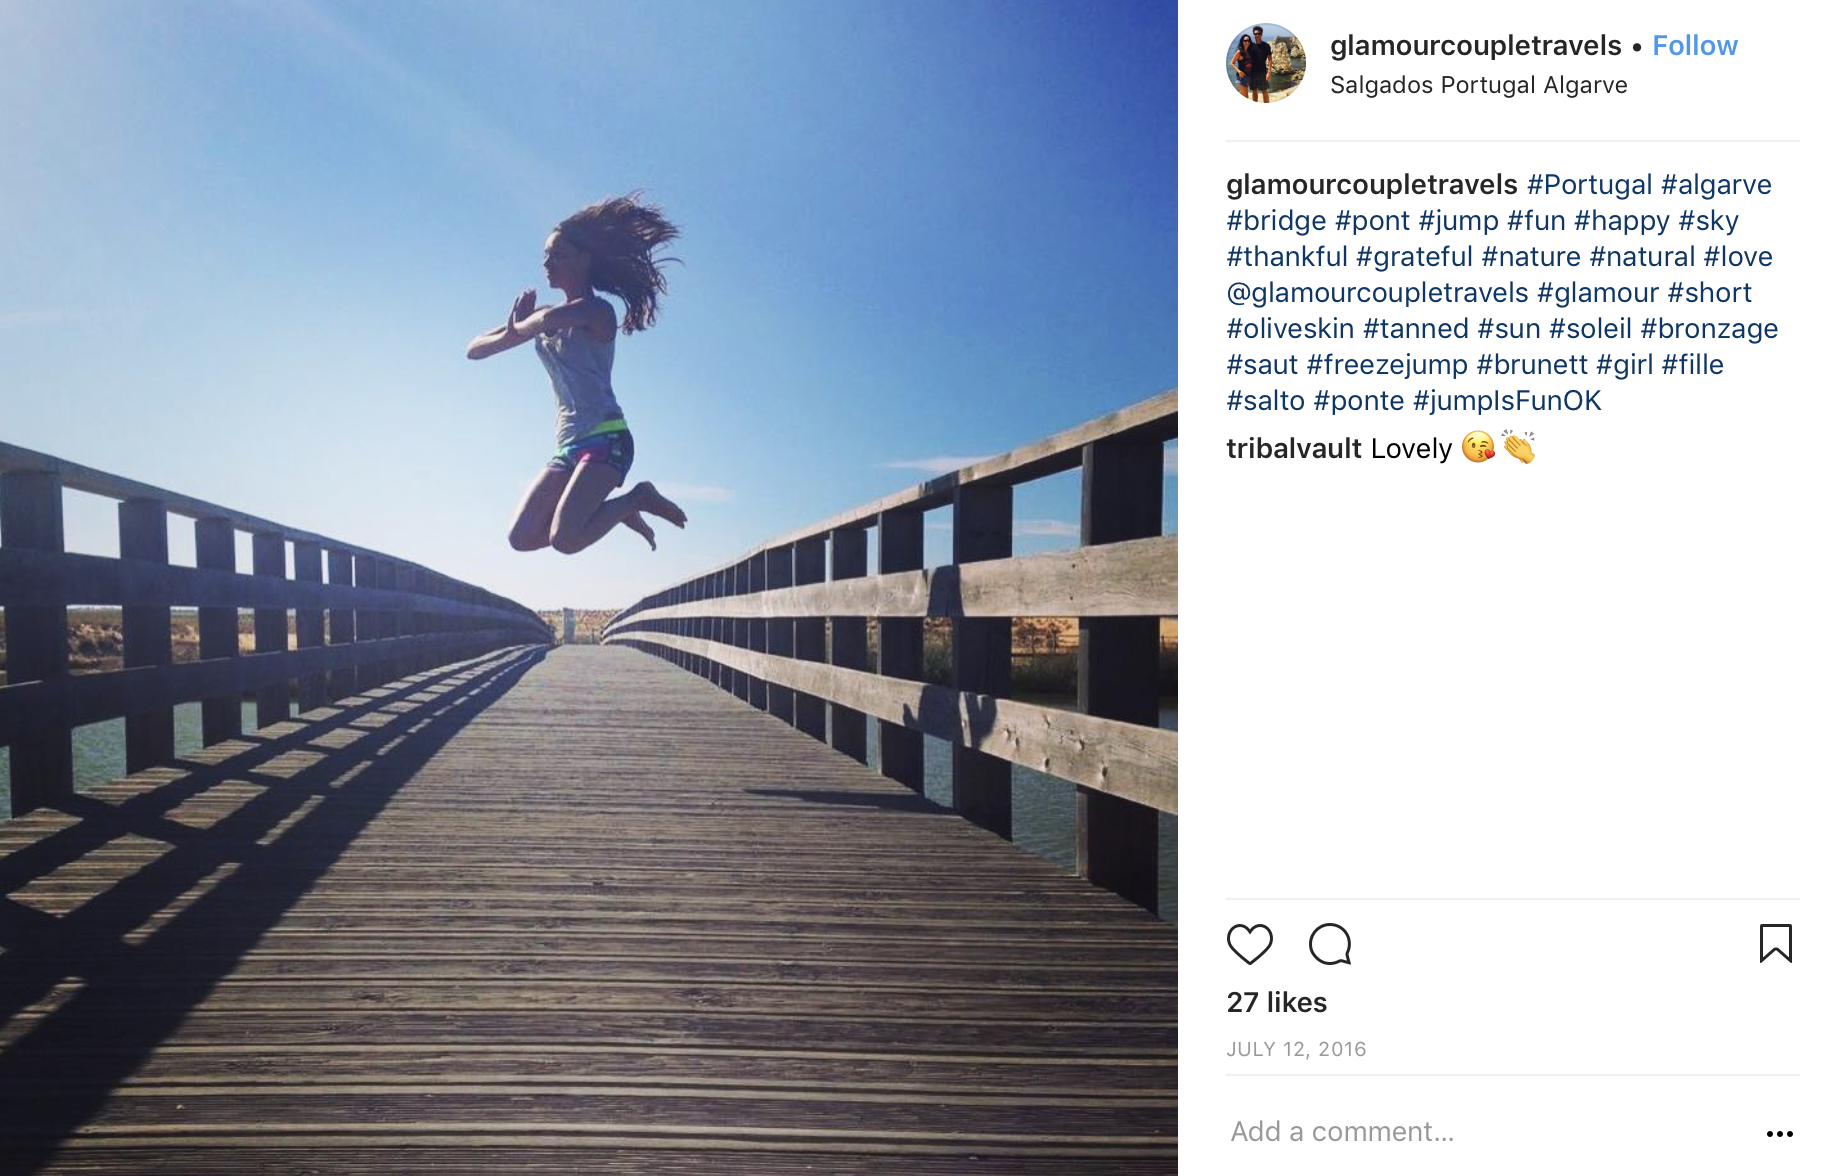 glamourcoupletravels • Follow
Salgados Portugal Algarve
glamourcoupletravels #Portugal #algarve
#bridge #pont #jump #fun #happy #sky
#thankful #grateful #nature #natural #love
@glamourcoupletravels #glamour #short
#oliveskin #tanned #sun #soleil #bronzage
#saut #freezejump #brunett #girl #fille
#salto #ponte #jumpIsFunOK
tribalvault Lovely 😘👏
27 likes
JULY 12, 2016
Add a comment...